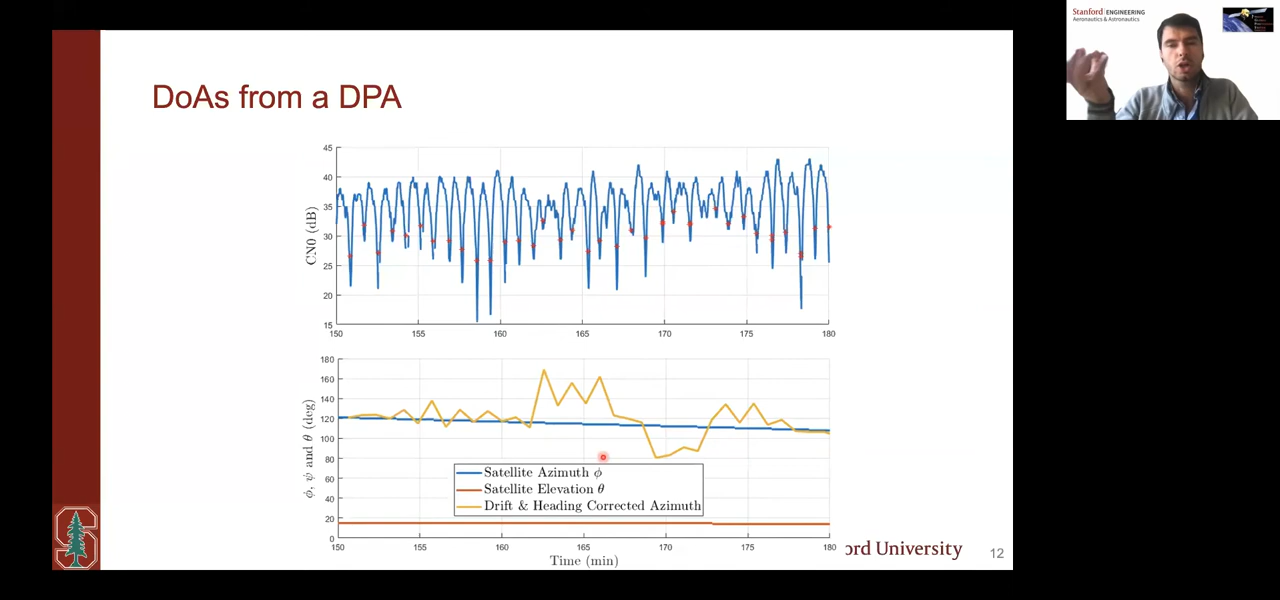 Stanford ENGINEERING
Aeronautics & Astronautics
DoAs from a DPA
45
40
35
30
25
20
15
CN0 (dB)
150 155 160 165 170 175 180
180
160
140
120
100
80
60
40
20
0
ϕ, ψ and θ (deg)
Satellite Azimuth ϕ
Satellite Elevation θ
Drift & Heading Corrected Azimuth
150 155 160 165 170 175 180
Time (min)
ord University
12
S